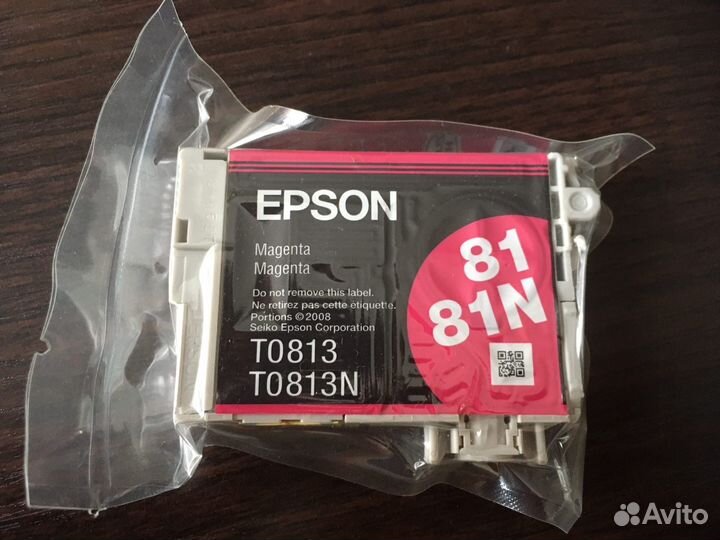 EPSON
Magenta
Magenta
Do not remove this label.
Ne retirez pas cette étiquette.
Portions ©2008
Seiko Epson Corporation
T0813
T0813N
81
81N
Avito